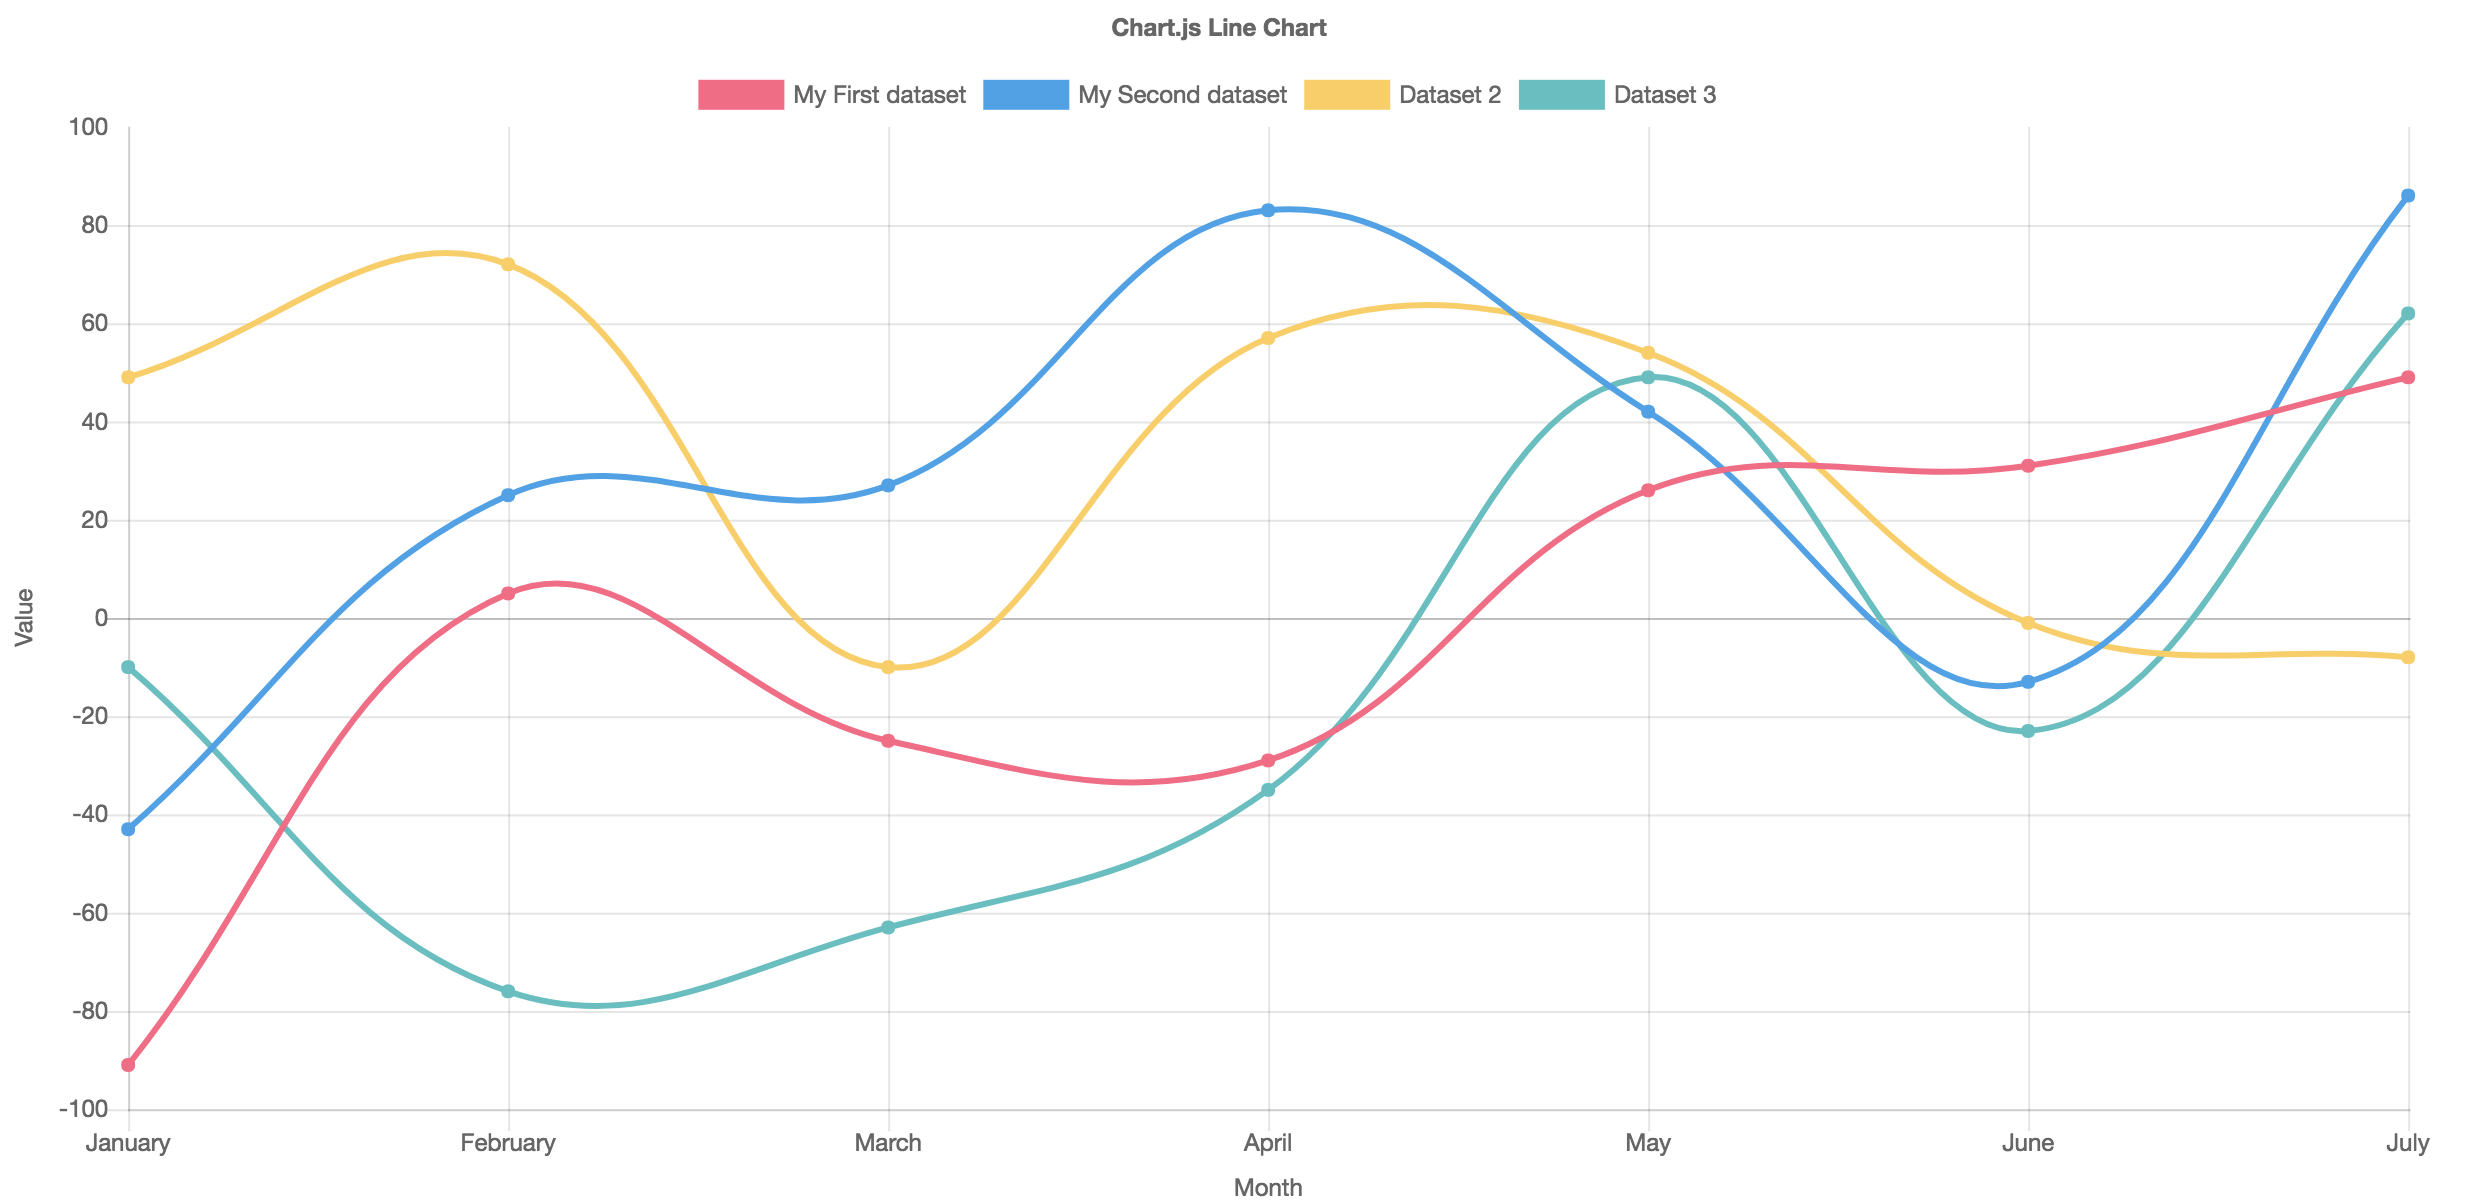 Chart.js Line Chart
My First dataset My Second dataset Dataset 2 Dataset 3
100
80
60
40
20
0
-20
-40
-60
-80
-100
Value
January February March April May June July
Month